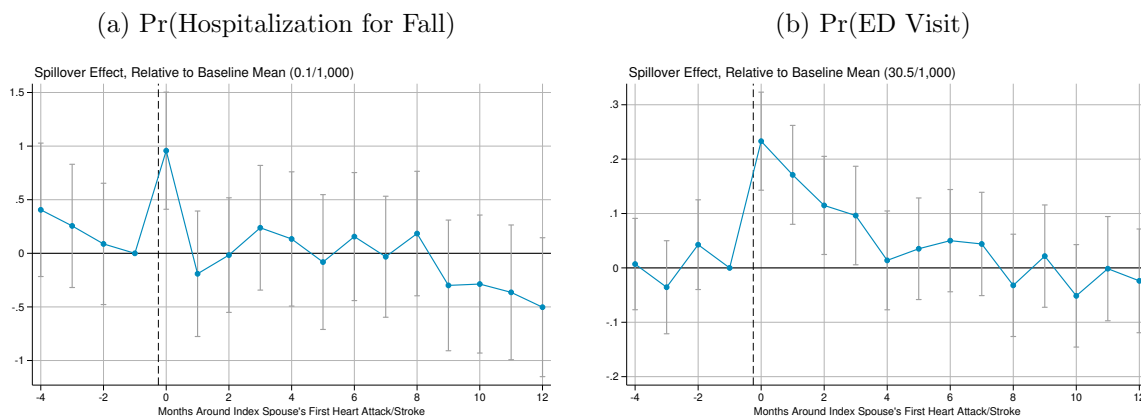 (a) Pr(Hospitalization for Fall)
Spillover Effect, Relative to Baseline Mean (0.1/1,000)
1.5
1
.5
0
-.5
-1
-4 -2 0 2 4 6 8 10 12
Months Around Index Spouse's First Heart Attack/Stroke
(b) Pr(ED Visit)
Spillover Effect, Relative to Baseline Mean (30.5/1,000)
.3
.2
.1
0
-.1
-.2
-4 -2 0 2 4 6 8 10 12
Months Around Index Spouse's First Heart Attack/Stroke